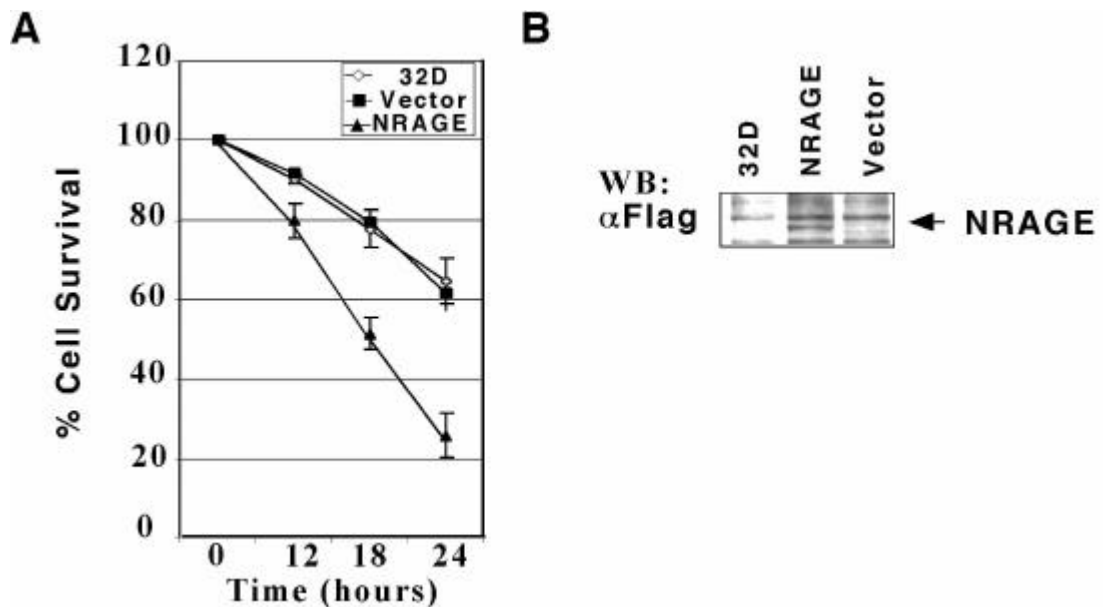 A
120
100
80
60
40
20
0
% Cell Survival
32D
Vector
NRAGE
0 12 18 24
Time (hours)
B
32D
NRAGE
Vector
WB:
αFlag
NRAGE